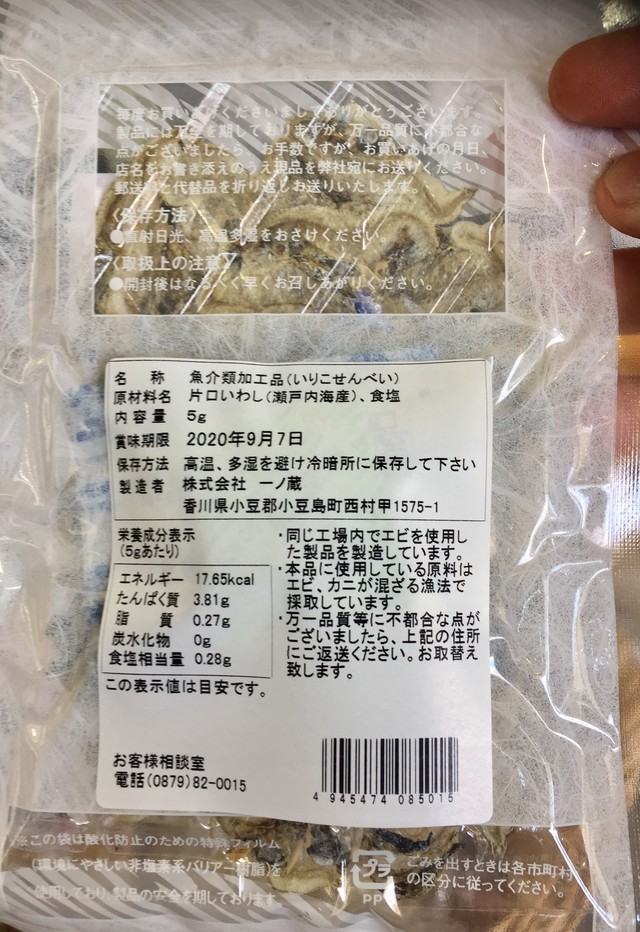 毎度お買い上げくださいましてありがとうございます。
製品には万全を期しておりますが、万一品質に不都合な
点がございましたら、お手数ですが、お買いあげの月日、
店名をお書き添えのうえ現品を弊社宛にお送りください。
郵送料と代替品を折り返しお送りいたします。
〈保存方法〉
●直射日光、高温多湿をおさけください。
〈取扱上の注意〉
●開封後はなるべく早くお召しあがりください。
名称 魚介類加工品(いりこせんべい)
原材料名 片口いわし(瀬戸内海産)、食塩
内容量 5g
賞味期限 2020年9月7日
保存方法 高温、多湿を避け冷暗所に保存して下さい
製造者 株式会社 一ノ蔵
香川県小豆郡小豆島町西村甲1575-1
栄養成分表示
(5gあたり)
エネルギー 17.65kcal
たんぱく質 3.81g
脂質 0.27g
炭水化物 0g
食塩相当量 0.28g
この表示値は目安です。
・同じ工場内でエビを使用し
た製品を製造しています。
・本品に使用している原料は
エビ、カニが混ざる漁法で
採取しています。
・万一品質等に不都合な点が
ございましたら、上記の住所
にご返送ください。お取替え
致します。
お客様相談室
電話(0879)82-0015
4 945474 085015
※この袋は酸化防止のための特殊フィルム
(環境にやさしい非塩素系バリアー樹脂)を
使用しており、製品の安全を期しております。
プラ
PP
ごみを出すときは各市町村
の区分に従ってください。